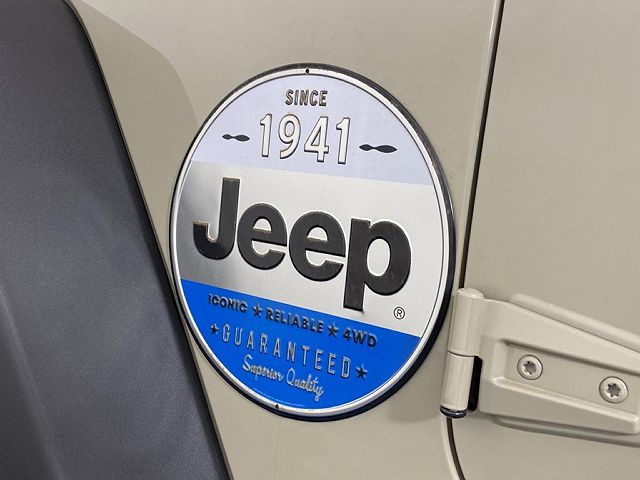 SINCE
1941
Jeep®
ICONIC ★ RELIABLE ★ 4WD
★ GUARANTEED ★
Superior Quality